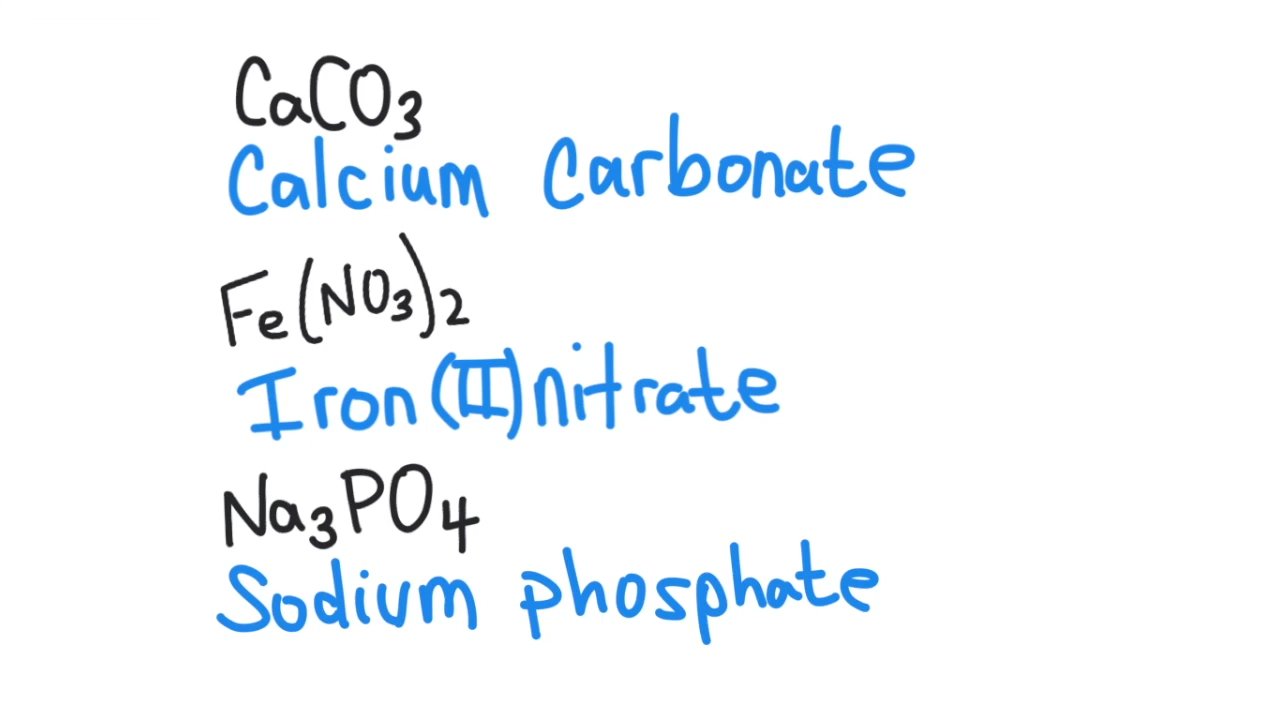 CaCO₃
Calcium Carbonate
Fe(NO₃)₂
Iron (II) nitrate
Na₃PO₄
Sodium phosphate